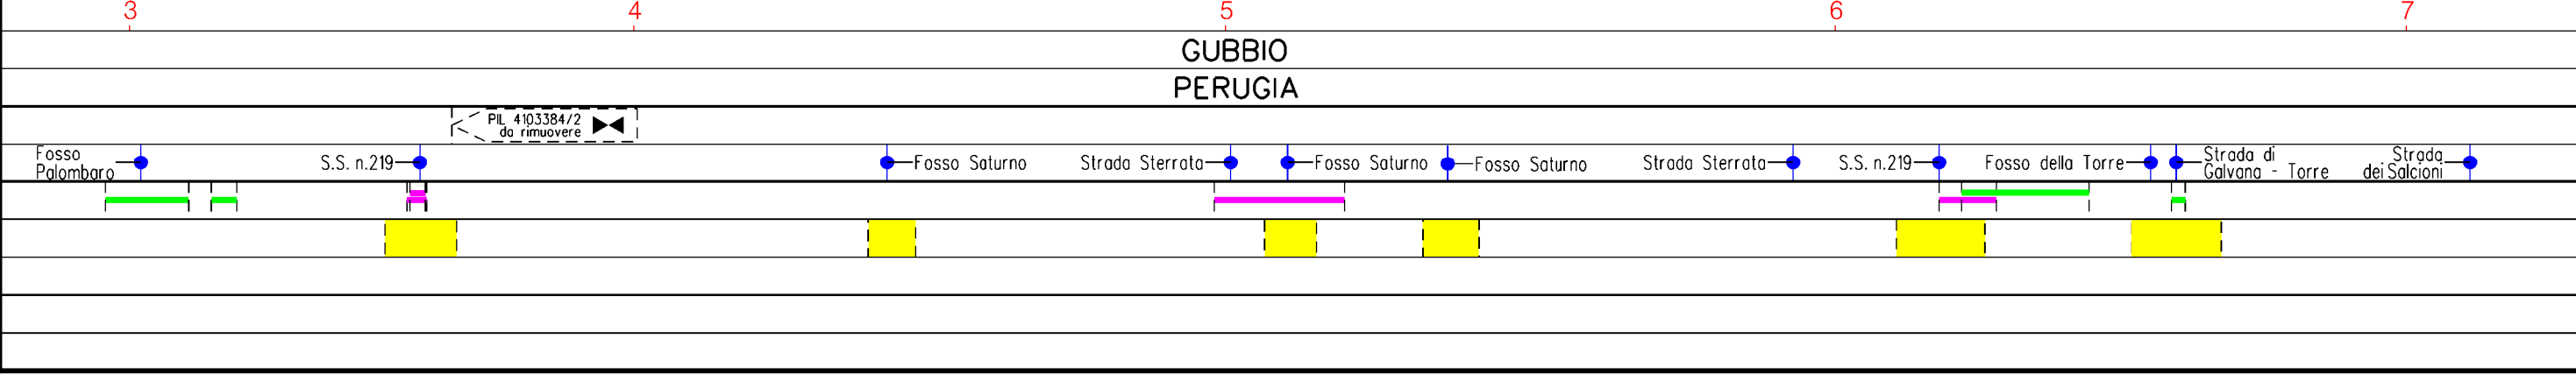 3 4 5 6 7
GUBBIO
PERUGIA
PIL 4103384/2
da rimuovere
Fosso
Palombaro
S.S. n.219
Fosso Saturno
Strada Sterrata
Fosso Saturno
Fosso Saturno
Strada Sterrata
S.S. n.219
Fosso della Torre
Strada di
Galvana - Torre
Strada
dei Salcioni